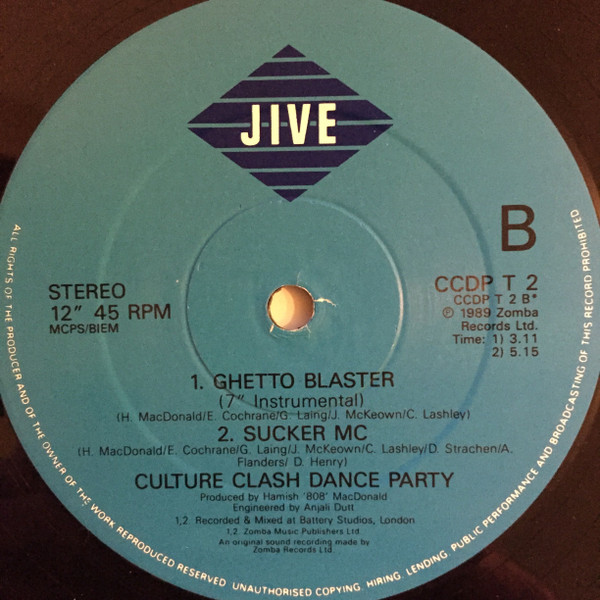 JIVE
B
STEREO
12" 45 RPM
MCPS/BIEM
CCDP T 2
CCDP T 2 B*
℗ 1989 Zomba
Records Ltd.
Time: 1) 3.11
2) 5.15
1. GHETTO BLASTER
(7" Instrumental)
(H. MacDonald/E. Cochrane/G. Laing/J. McKeown/C. Lashley)
2. SUCKER MC
(H. MacDonald/E. Cochrane/G. Laing/J. McKeown/C. Lashley/D. Strachen/A.
Flanders/ D. Henry)
CULTURE CLASH DANCE PARTY
Produced by Hamish '808' MacDonald
Engineered by Anjali Dutt
1,2. Recorded & Mixed at Battery Studios, London
1,2. Zomba Music Publishers Ltd.
An original sound recording made by
Zomba Records Ltd.
ALL RIGHTS OF THE PRODUCER AND OF THE OWNER OF THE WORK REPRODUCED RESERVED. UNAUTHORISED COPYING, HIRING, LENDING, PUBLIC PERFORMANCE AND BROADCASTING OF THIS RECORD PROHIBITED